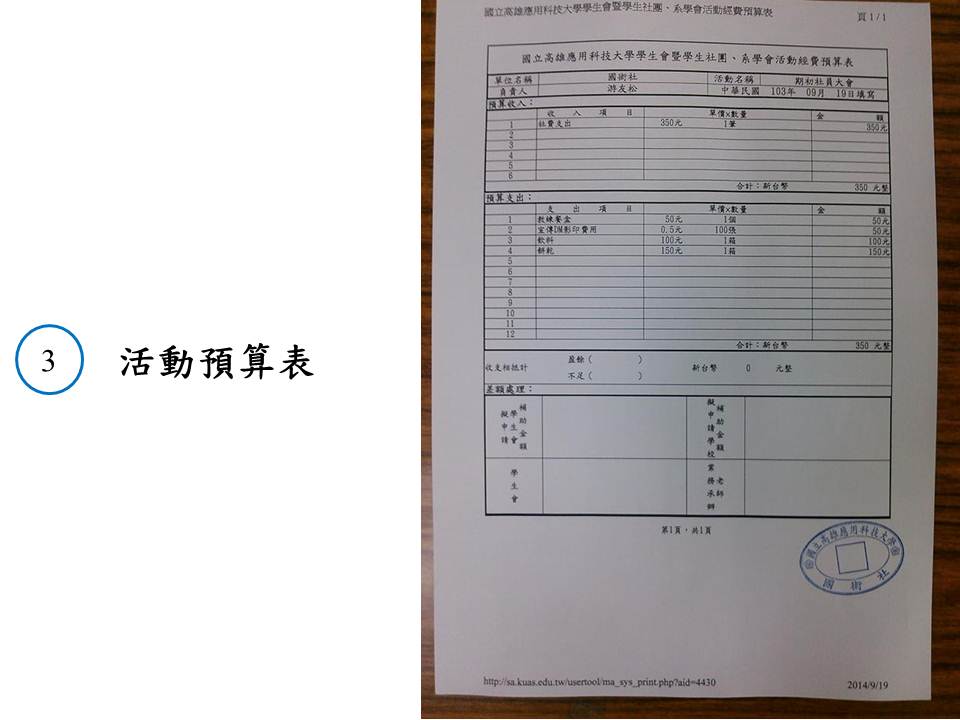 3
活動預算表
國立高雄應用科技大學學生會暨學生社團、系學會活動經費預算表
頁 1 / 1
國立高雄應用科技大學學生會暨學生社團、系學會活動經費預算表
單位名稱 國術社 活動名稱 期初社員大會
負責人 游友松 中華民國 103年 09月 19日填寫
預算收入：
收 入 項 目 單價×數量 金 額
1 社費支出 350元 1筆 350元
2
3
4
5
6
合計：新台幣 350 元整
預算支出：
支 出 項 目 單價×數量 金 額
1 教練餐盒 50元 1個 50元
2 宣傳DM影印費用 0.5元 100張 50元
3 飲料 100元 1箱 100元
4 餅乾 150元 1箱 150元
5
6
7
8
9
10
11
12
合計：新台幣 350 元整
盈餘（ ）
收支相抵計 新台幣 0 元整
不足（ ）
差額處理：
擬申請學生會補助金額
擬申請學校補助金額
學生會
業務承辦老師
第1頁，共1頁
國立高雄應用科技大學
國術社
http://sa.kuas.edu.tw/usertool/ma_sys_print.php?aid=4430
2014/9/19